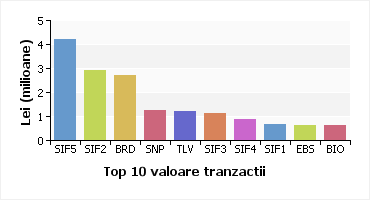 Lei (milioane)
5
4
3
2
1
0
SIF5 SIF2 BRD SNP TLV SIF3 SIF4 SIF1 EBS BIO
Top 10 valoare tranzactii